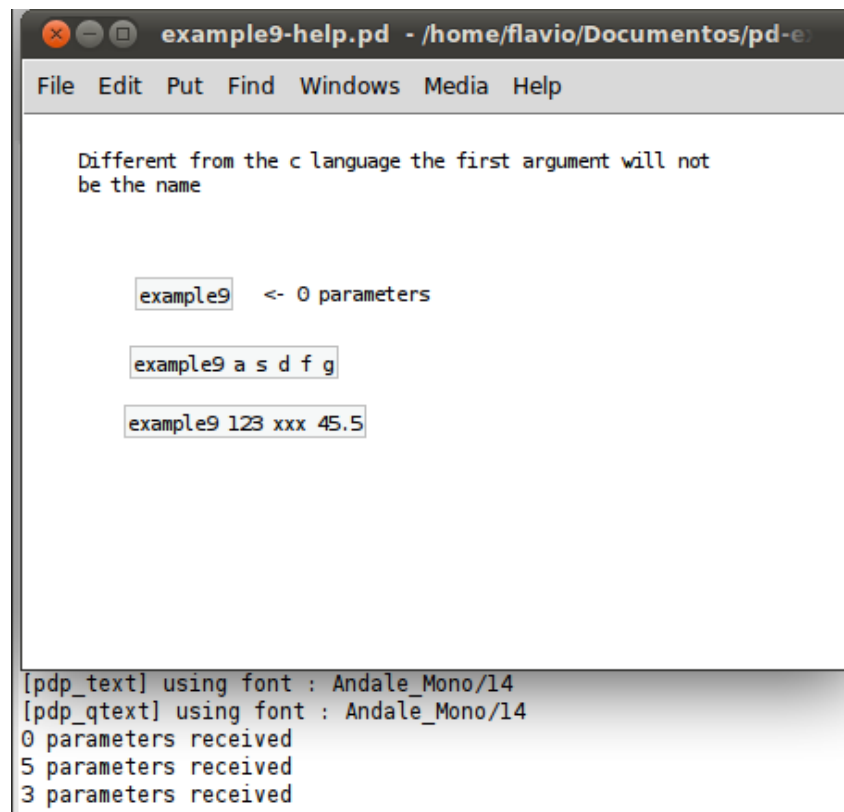 example9-help.pd - /home/flavio/Documentos/pd-e
File Edit Put Find Windows Media Help
Different from the c language the first argument will not
be the name
example9 <- 0 parameters
example9 a s d f g
example9 123 xxx 45.5
[pdp_text] using font : Andale_Mono/14
[pdp_qtext] using font : Andale_Mono/14
0 parameters received
5 parameters received
3 parameters received